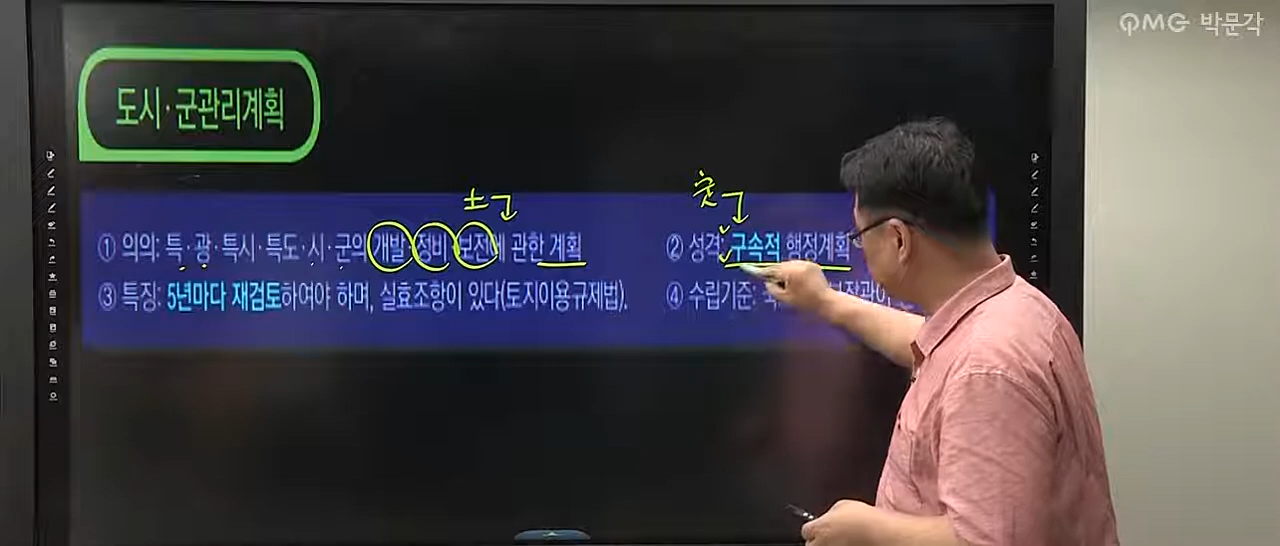 QMG 박문각
도시·군관리계획
① 의의: 특·광·특시·특도·시·군의 개발·정비·보전에 관한 계획
② 성격: 구속적 행정계획
③ 특징: 5년마다 재검토하여야 하며, 실효조항이 있다(토지이용규제법).
④ 수립기준: